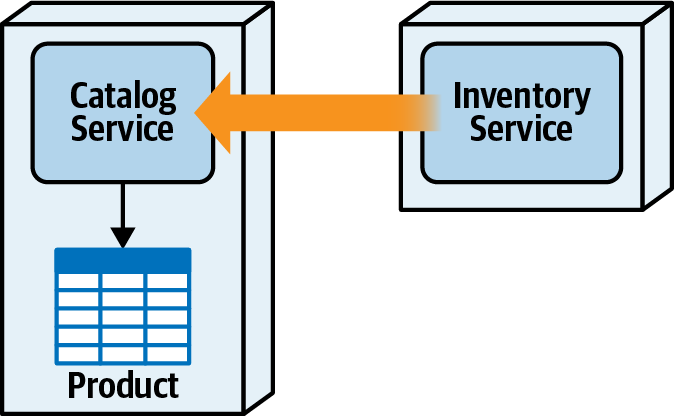 Catalog
Service
Inventory
Service
Product